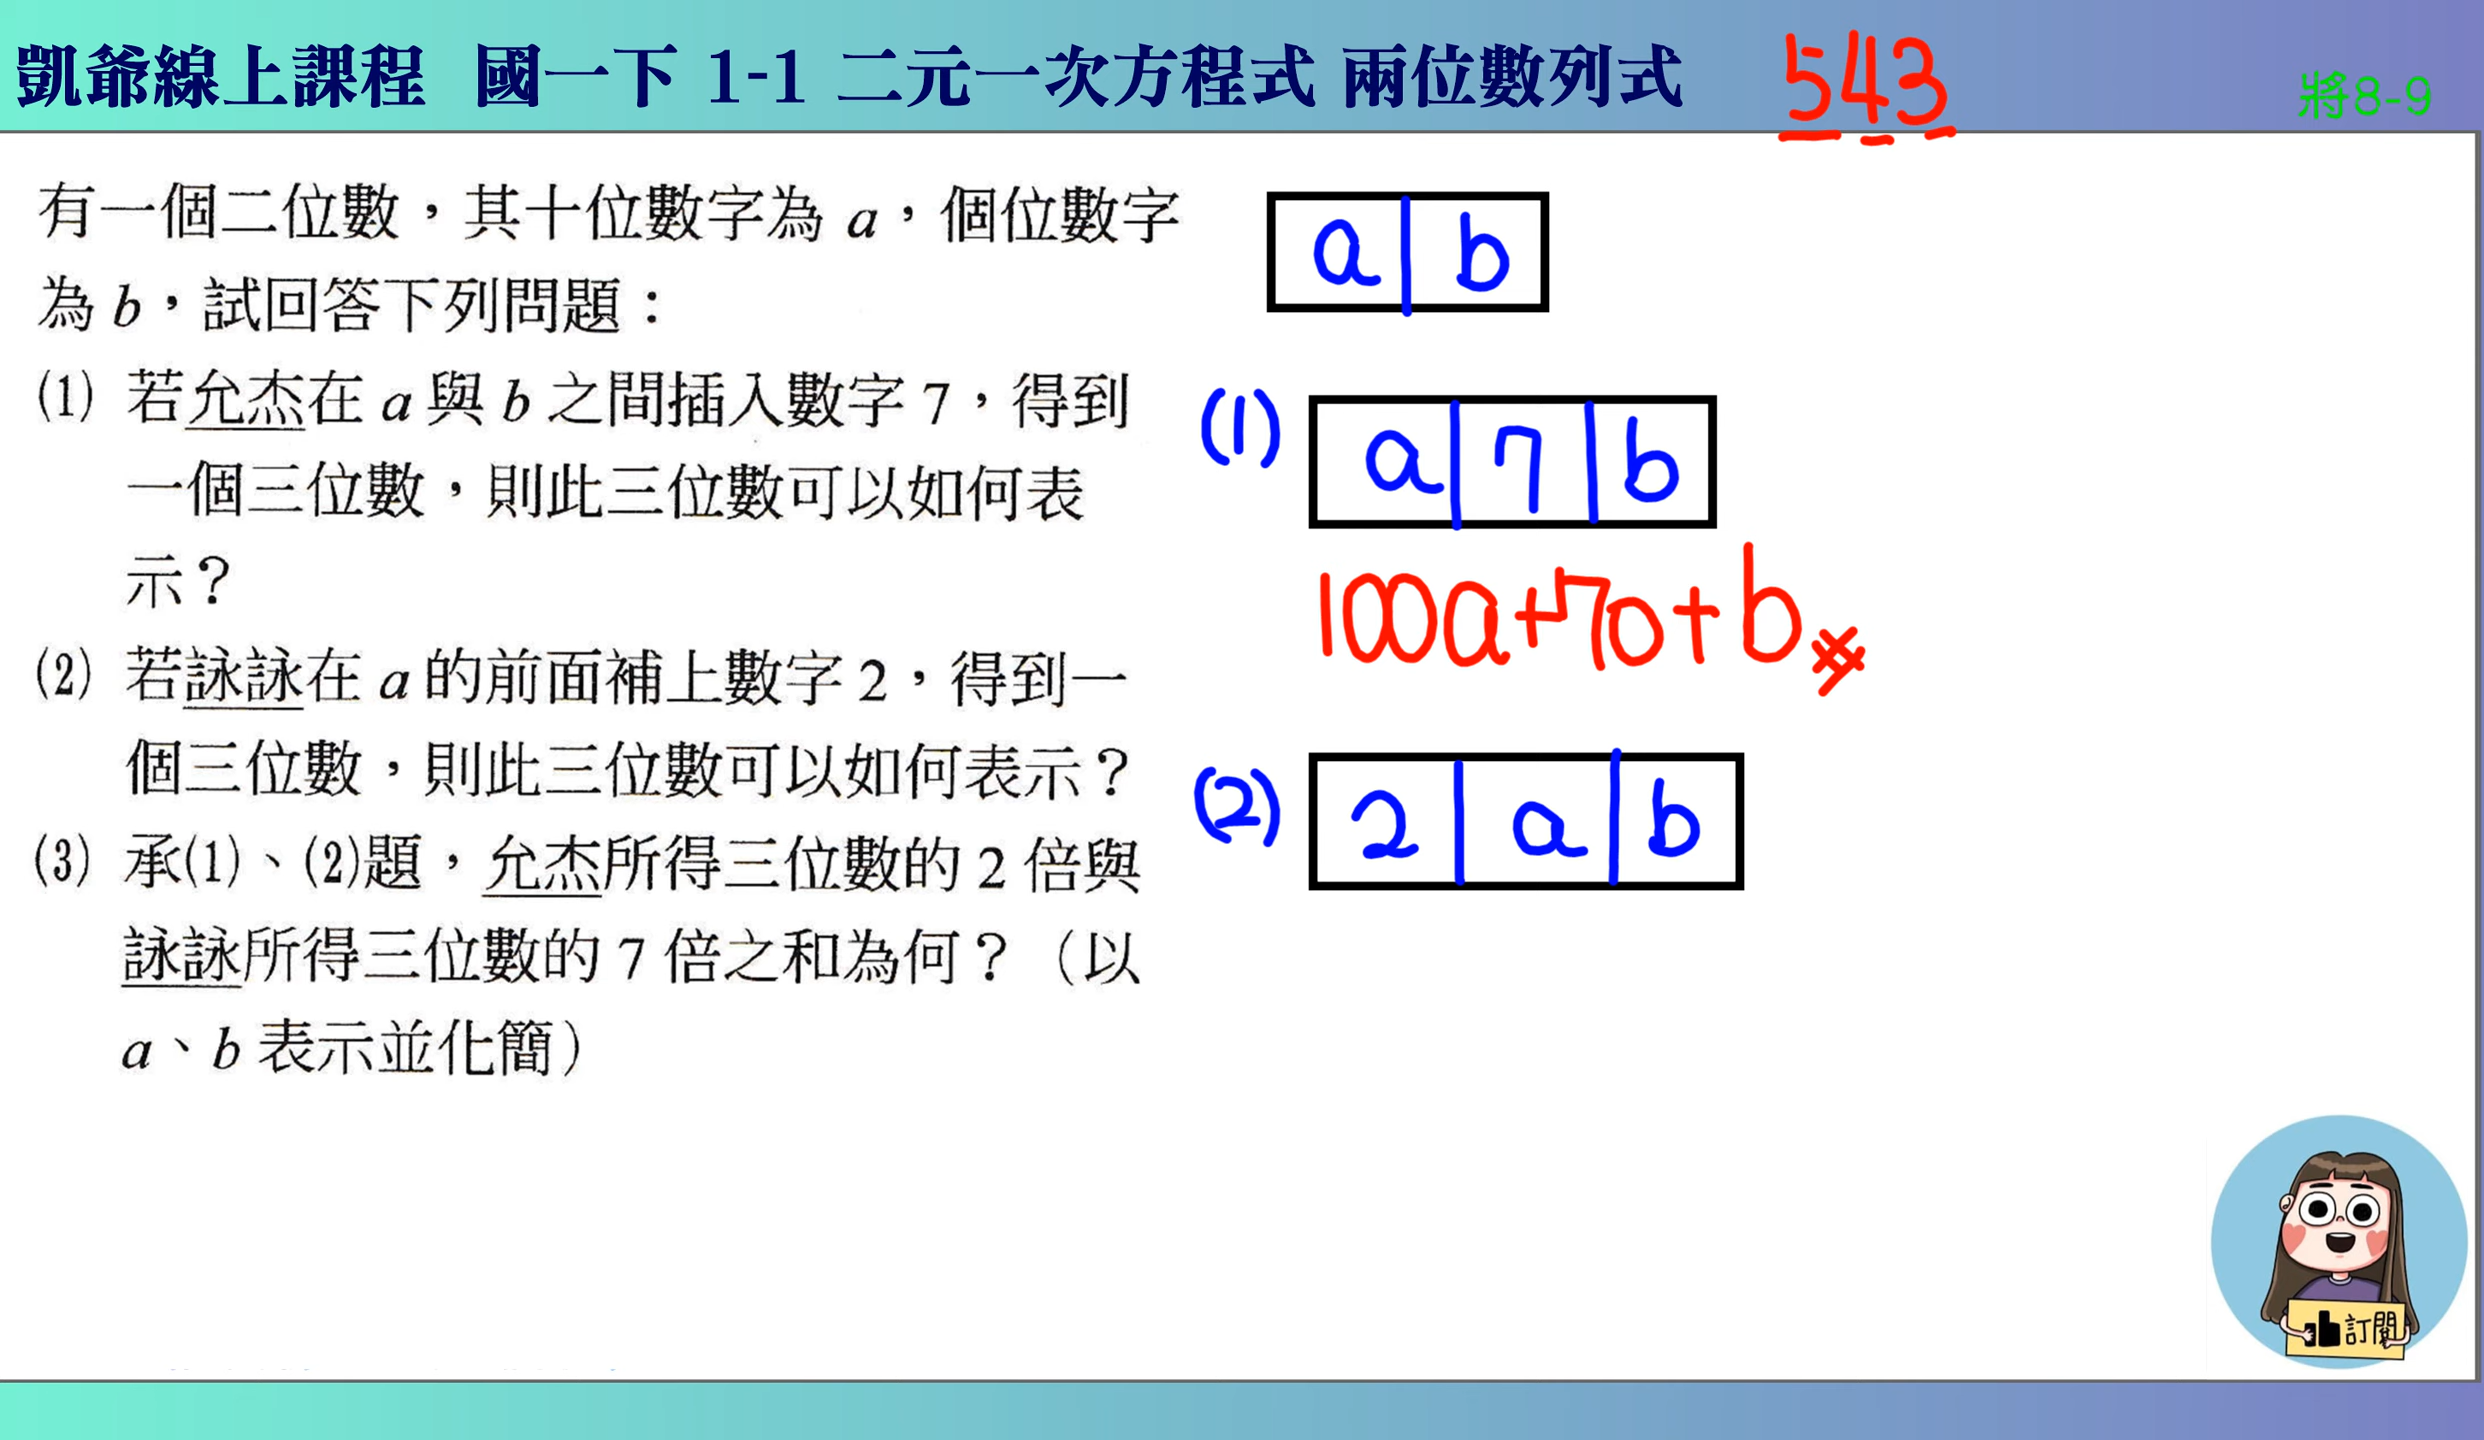 凱爺線上課程 國一下 1-1 二元一次方程式 兩位數列式
543
將8-9
有一個二位數，其十位數字為 a，個位數字
為 b，試回答下列問題：
(1) 若允杰在 a 與 b 之間插入數字 7，得到
一個三位數，則此三位數可以如何表
示？
(2) 若詠詠在 a 的前面補上數字 2，得到一
個三位數，則此三位數可以如何表示？
(3) 承(1)、(2)題，允杰所得三位數的 2 倍與
詠詠所得三位數的 7 倍之和為何？（以
a、b 表示並化簡）
a b
(1) a 7 b
100a+70+b
(2) 2 a b
訂閱